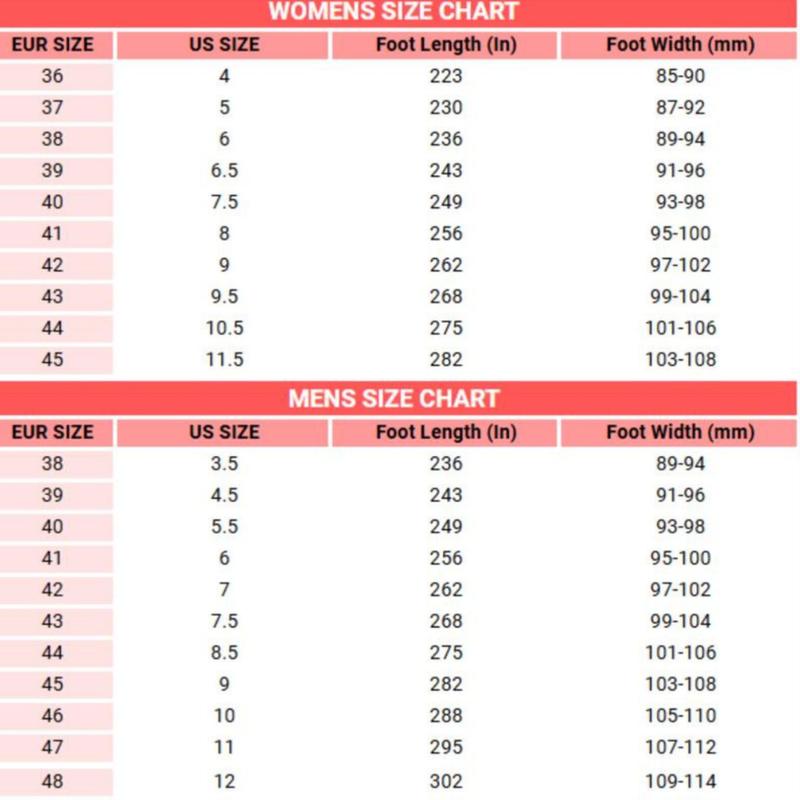 WOMENS SIZE CHART
EUR SIZE US SIZE Foot Length (In) Foot Width (mm)
36 4 223 85-90
37 5 230 87-92
38 6 236 89-94
39 6.5 243 91-96
40 7.5 249 93-98
41 8 256 95-100
42 9 262 97-102
43 9.5 268 99-104
44 10.5 275 101-106
45 11.5 282 103-108
MENS SIZE CHART
EUR SIZE US SIZE Foot Length (In) Foot Width (mm)
38 3.5 236 89-94
39 4.5 243 91-96
40 5.5 249 93-98
41 6 256 95-100
42 7 262 97-102
43 7.5 268 99-104
44 8.5 275 101-106
45 9 282 103-108
46 10 288 105-110
47 11 295 107-112
48 12 302 109-114